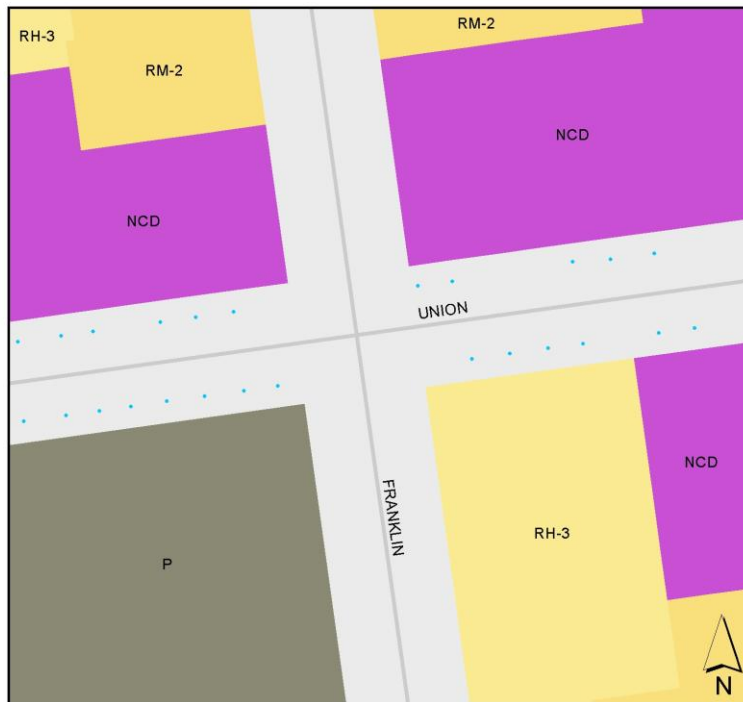 RH-3
RM-2
RM-2
NCD
NCD
UNION
NCD
FRANKLIN
RH-3
P
N